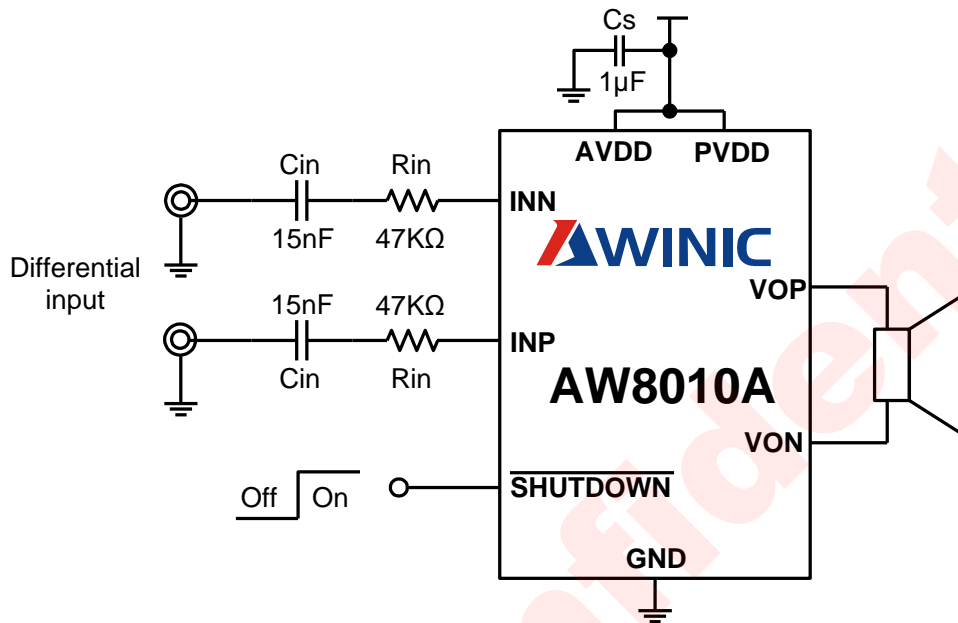 Cs
1µF
AVDD PVDD
Cin Rin
INN
15nF 47KΩ
AWINIC
Differential
input
VOP
15nF 47KΩ
INP
Cin Rin
AW8010A
VON
SHUTDOWN
Off On
GND
nfident